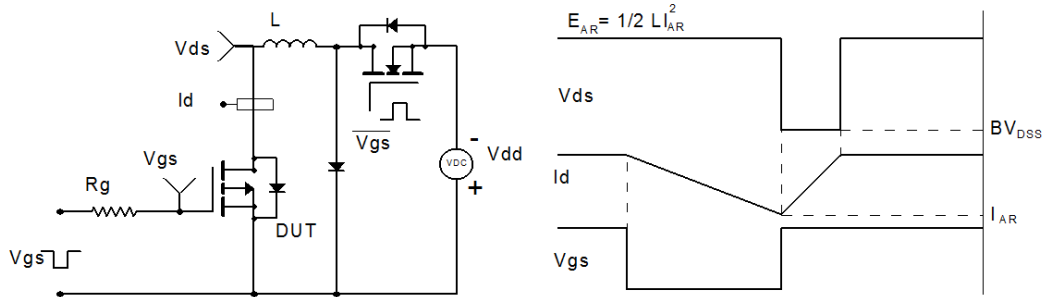 L
Vds
Id
Vgs
Rg
Vgs
DUT
Vgs
VDC
-
+
Vdd
E_AR = 1/2 LI_AR^2
Vds
BV_DSS
Id
I_AR
Vgs